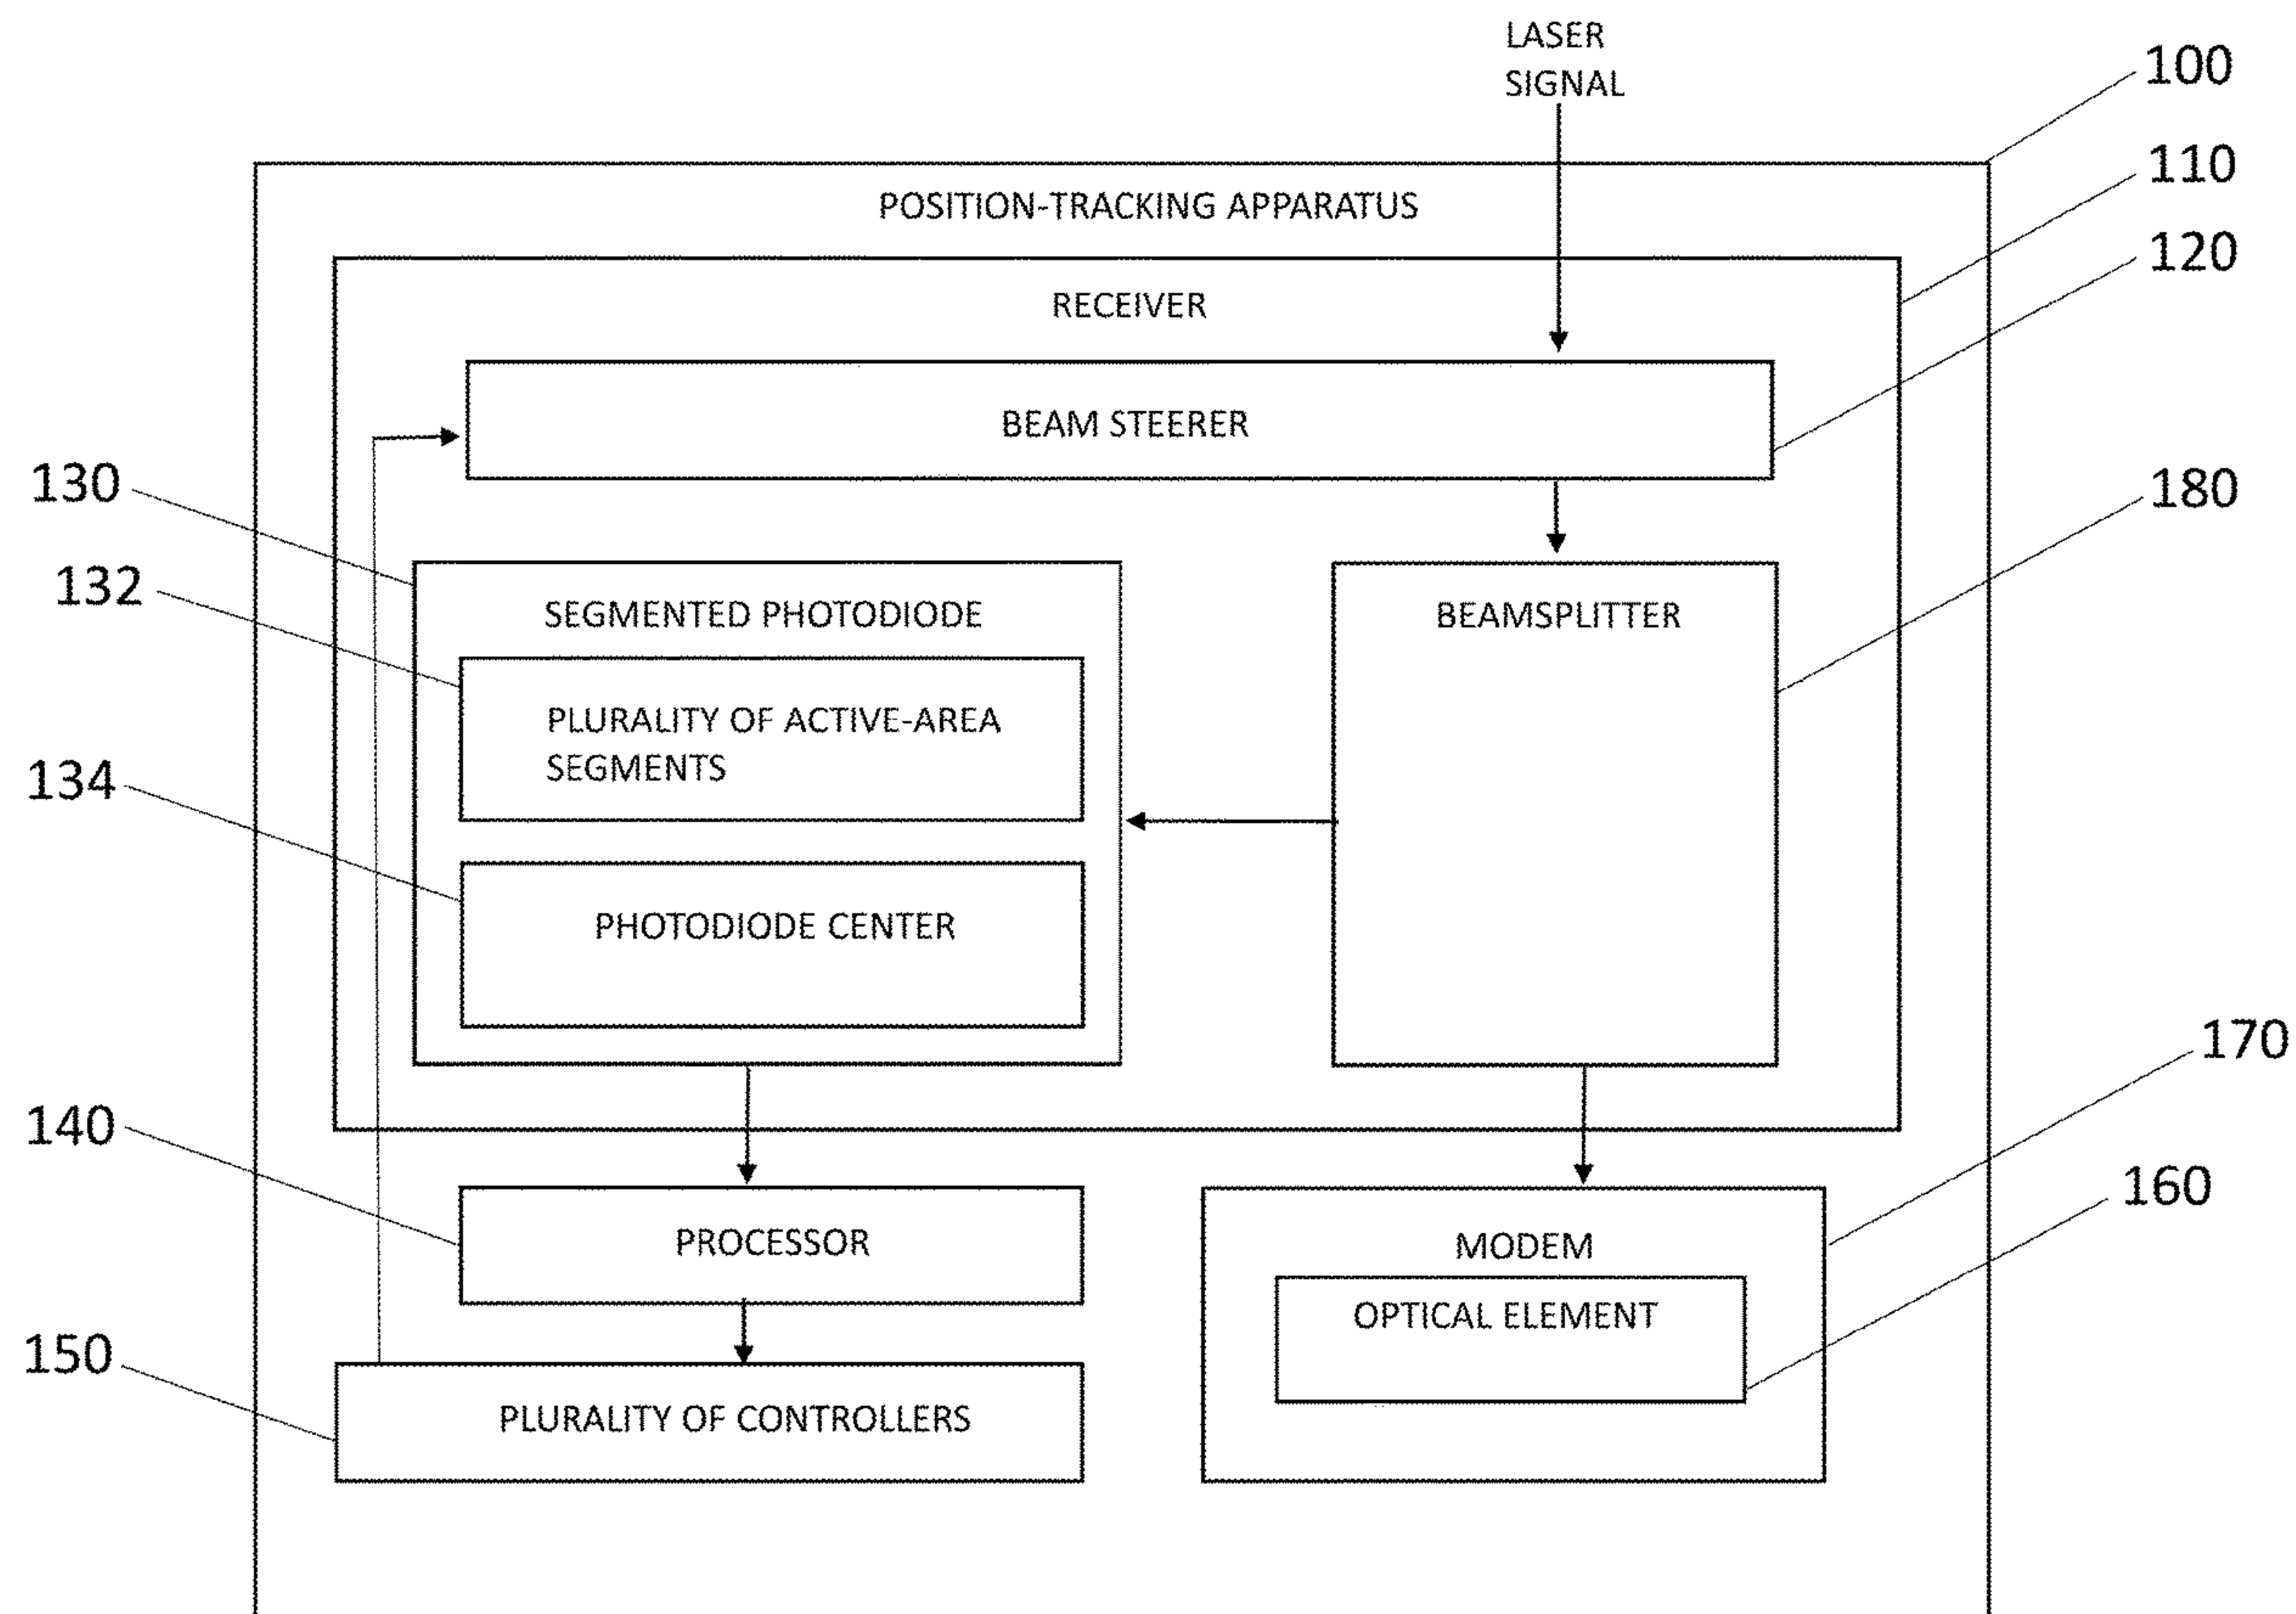 LASER
SIGNAL
100
110
POSITION-TRACKING APPARATUS
120
RECEIVER
BEAM STEERER
130
180
132
SEGMENTED PHOTODIODE
BEAMSPLITTER
PLURALITY OF ACTIVE-AREA
SEGMENTS
134
PHOTODIODE CENTER
170
140
160
PROCESSOR
MODEM
OPTICAL ELEMENT
150
PLURALITY OF CONTROLLERS